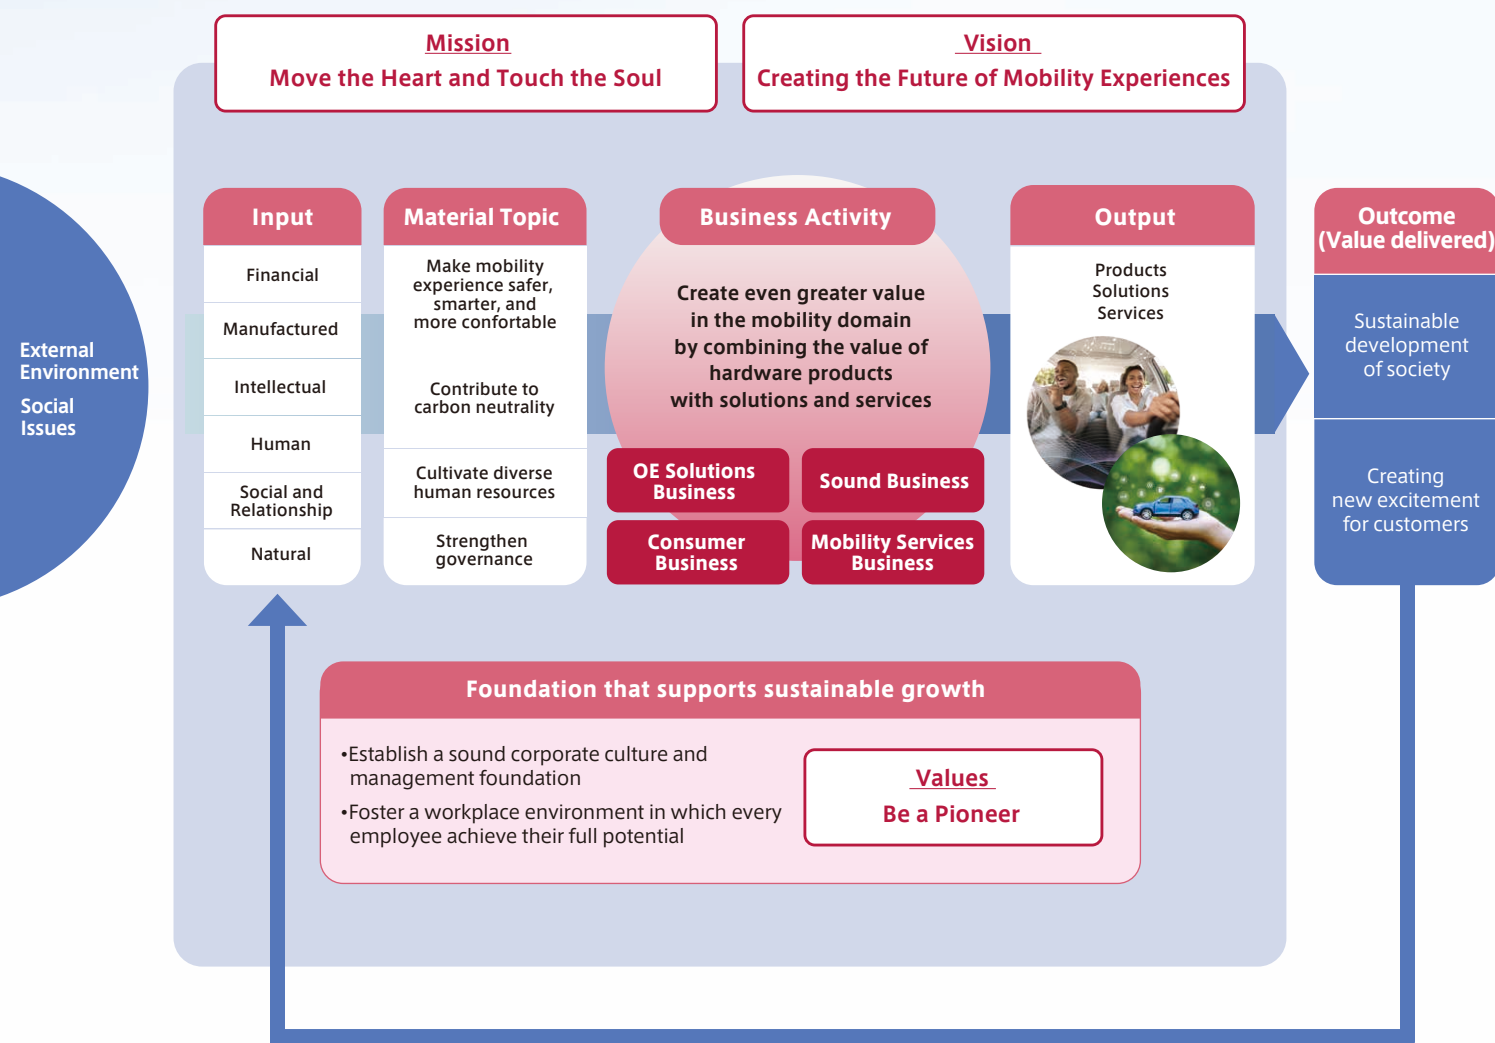 Mission
Move the Heart and Touch the Soul
Vision
Creating the Future of Mobility Experiences
External
Environment
Social
Issues
Input
Financial
Manufactured
Intellectual
Human
Social and
Relationship
Natural
Material Topic
Make mobility
experience safer,
smarter, and
more confortable
Contribute to
carbon neutrality
Cultivate diverse
human resources
Strengthen
governance
Business Activity
Create even greater value
in the mobility domain
by combining the value of
hardware products
with solutions and services
OE Solutions
Business
Sound Business
Consumer
Business
Mobility Services
Business
Output
Products
Solutions
Services
Outcome
(Value delivered)
Sustainable
development
of society
Creating
new excitement
for customers
Foundation that supports sustainable growth
•Establish a sound corporate culture and
management foundation
•Foster a workplace environment in which every
employee achieve their full potential
Values
Be a Pioneer